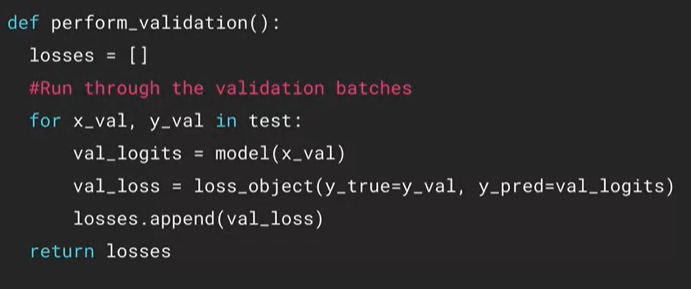 def perform_validation():
  losses = []
  #Run through the validation batches
  for x_val, y_val in test:
      val_logits = model(x_val)
      val_loss = loss_object(y_true=y_val, y_pred=val_logits)
      losses.append(val_loss)
  return losses